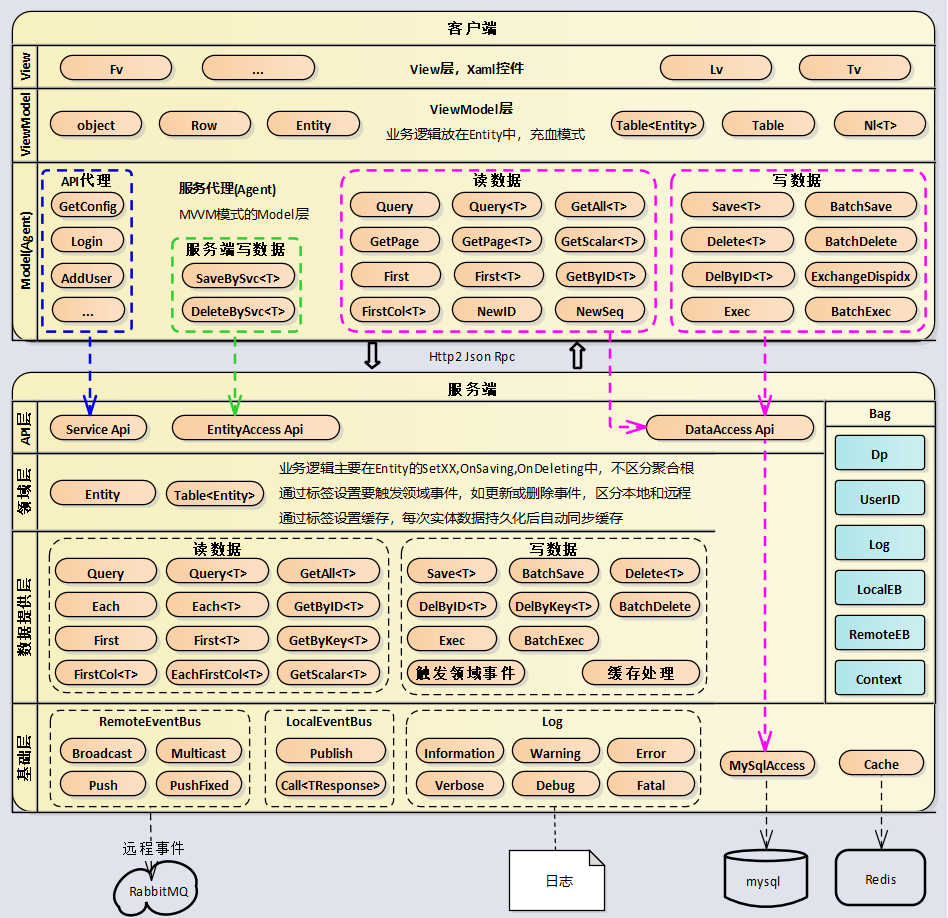 客户端
View
Fv
...
View层，Xaml控件
Lv
Tv
ViewModel
object
Row
Entity
ViewModel层
业务逻辑放在Entity中，充血模式
Table<Entity>
Table
Nl<T>
Model(Agent)
API代理
GetConfig
Login
AddUser
...
服务代理(Agent)
MVVM模式的Model层
服务端写数据
SaveBySvc<T>
DeleteBySvc<T>
读数据
Query
Query<T>
GetAll<T>
GetPage
GetPage<T>
GetScalar<T>
First
First<T>
GetByID<T>
FirstCol<T>
NewID
NewSeq
写数据
Save<T>
BatchSave
Delete<T>
BatchDelete
DelByID<T>
ExchangeDispidx
Exec
BatchExec
Http2 Json Rpc
服务端
API层
Service Api
EntityAccess Api
DataAccess Api
Bag
Dp
UserID
Log
LocalEB
RemoteEB
Context
领域层
Entity
Table<Entity>
业务逻辑主要在Entity的SetXX,OnSaving,OnDeleting中，不区分聚合根
通过标签设置要触发领域事件，如更新或删除事件，区分本地和远程
通过标签设置缓存，每次实体数据持久化后自动同步缓存
数据提供层
读数据
Query
Query<T>
GetAll<T>
Each
Each<T>
GetByID<T>
First
First<T>
GetByKey<T>
FirstCol<T>
EachFirstCol<T>
GetScalar<T>
写数据
Save<T>
BatchSave
Delete<T>
DelByID<T>
DelByKey<T>
BatchDelete
Exec
BatchExec
触发领域事件
缓存处理
基础层
RemoteEventBus
Broadcast
Multicast
Push
PushFixed
LocalEventBus
Publish
Call<TResponse>
Log
Information
Warning
Error
Verbose
Debug
Fatal
MySqlAccess
Cache
远程事件
RabbitMQ
日志
mysql
Redis